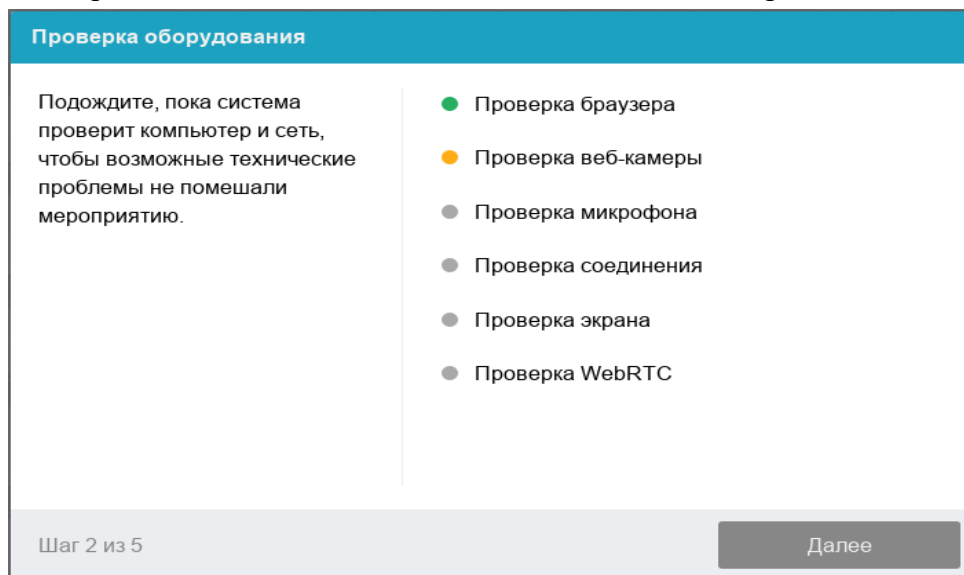 Проверка оборудования
Подождите, пока система
проверит компьютер и сеть,
чтобы возможные технические
проблемы не помешали
мероприятию.
Проверка браузера
Проверка веб-камеры
Проверка микрофона
Проверка соединения
Проверка экрана
Проверка WebRTC
Шаг 2 из 5
Далее